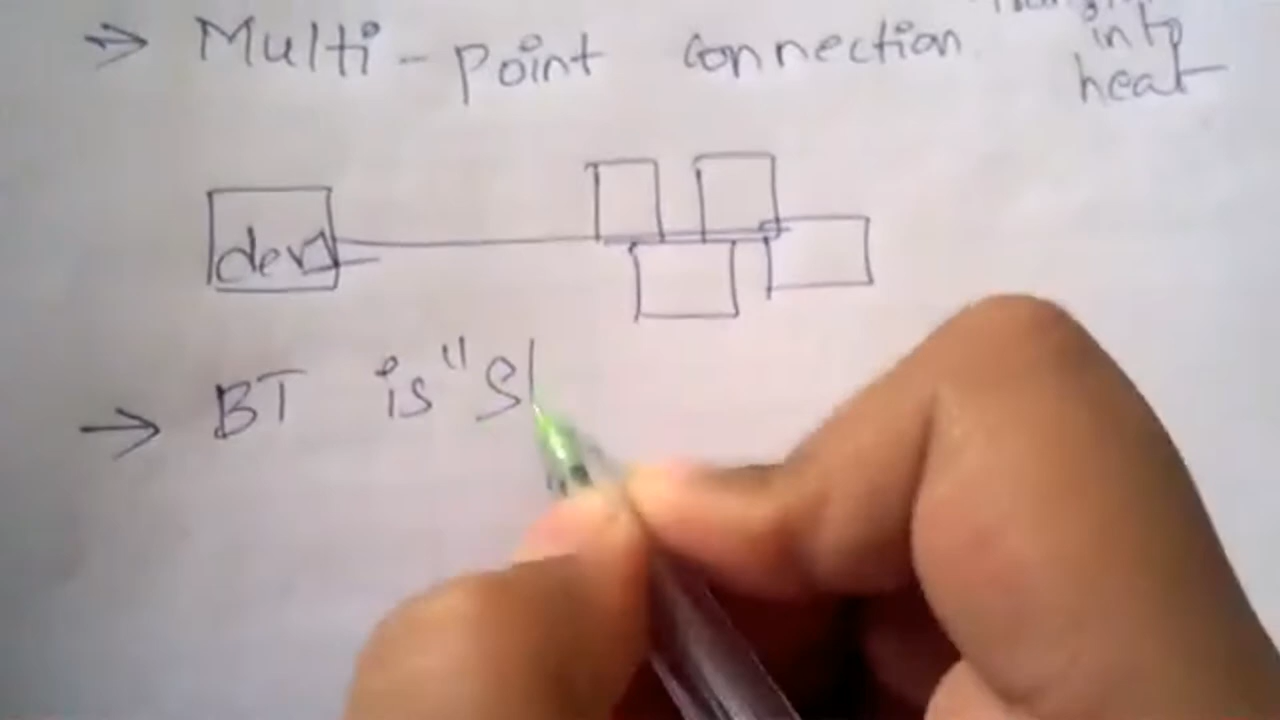 → Multi-point connection
into
heat
dev
→ BT is "S